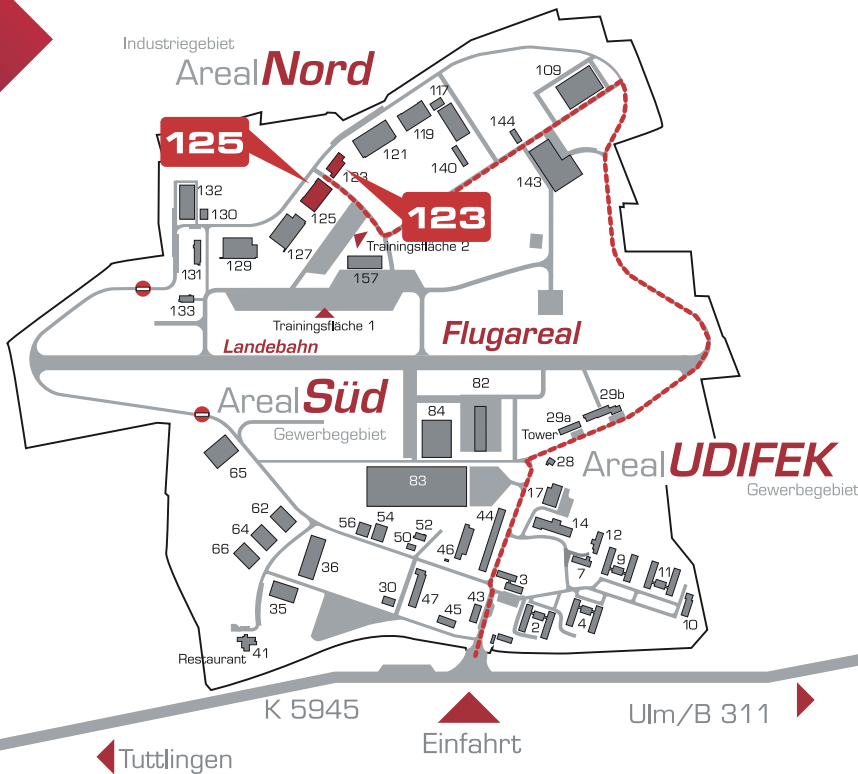 Industriegebiet
Areal Nord
109
117
119
144
121
140
143
125
123
123
132
130
125
127
Trainingsfläche 2
129
131
157
133
Trainingsfläche 1
Landebahn
Flugareal
Areal Süd
Gewerbegebiet
82
84
29b
29a
Tower
28
Areal UDIFEK
Gewerbegebiet
65
83
17
62
64
66
56
54
52
50
44
46
14
12
7
9
11
36
3
35
30
47
45
43
2
4
10
Restaurant
41
K 5945
Ulm/B 311
Einfahrt
Tuttlingen